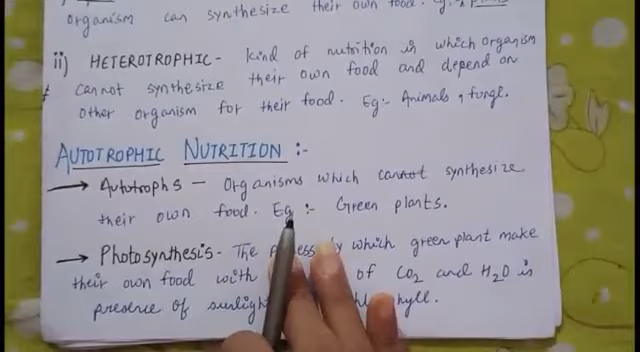 organism can synthesize their own food. Eg:- plants
ii) HETEROTROPHIC - kind of nutrition in which organism
cannot synthesize their own food and depend on
other organism for their food. Eg:- Animals, fungi.
AUTOTROPHIC NUTRITION :-
→ Autotrophs - Organisms which cannot synthesize
their own food. Eg :- Green plants.
→ Photosynthesis - The by which green plant make
their own food with of CO2 and H2O in
presence of